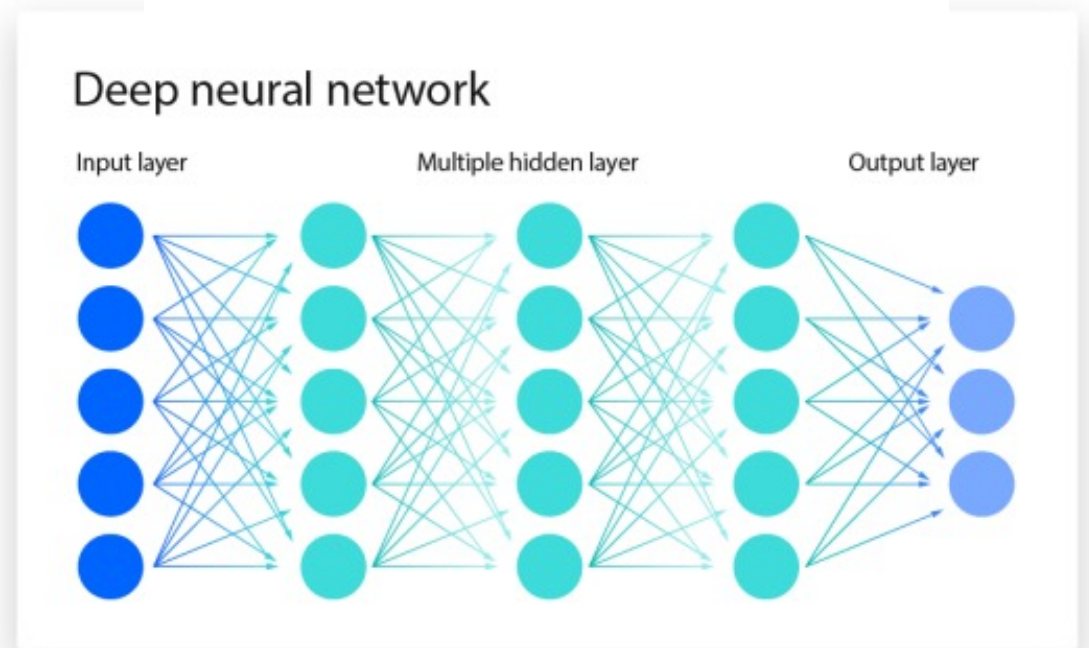 Deep neural network
Input layer
Multiple hidden layer
Output layer